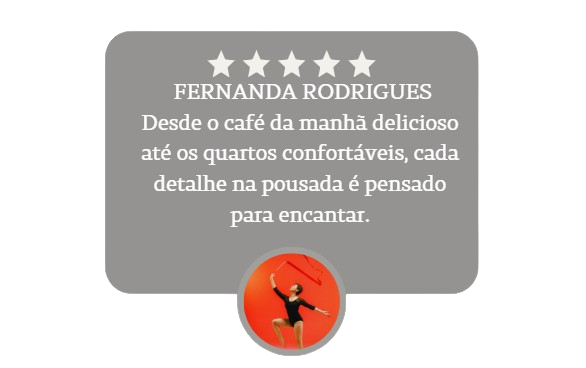 FERNANDA RODRIGUES
Desde o café da manhã delicioso
até os quartos confortáveis, cada
detalhe na pousada é pensado
para encantar.